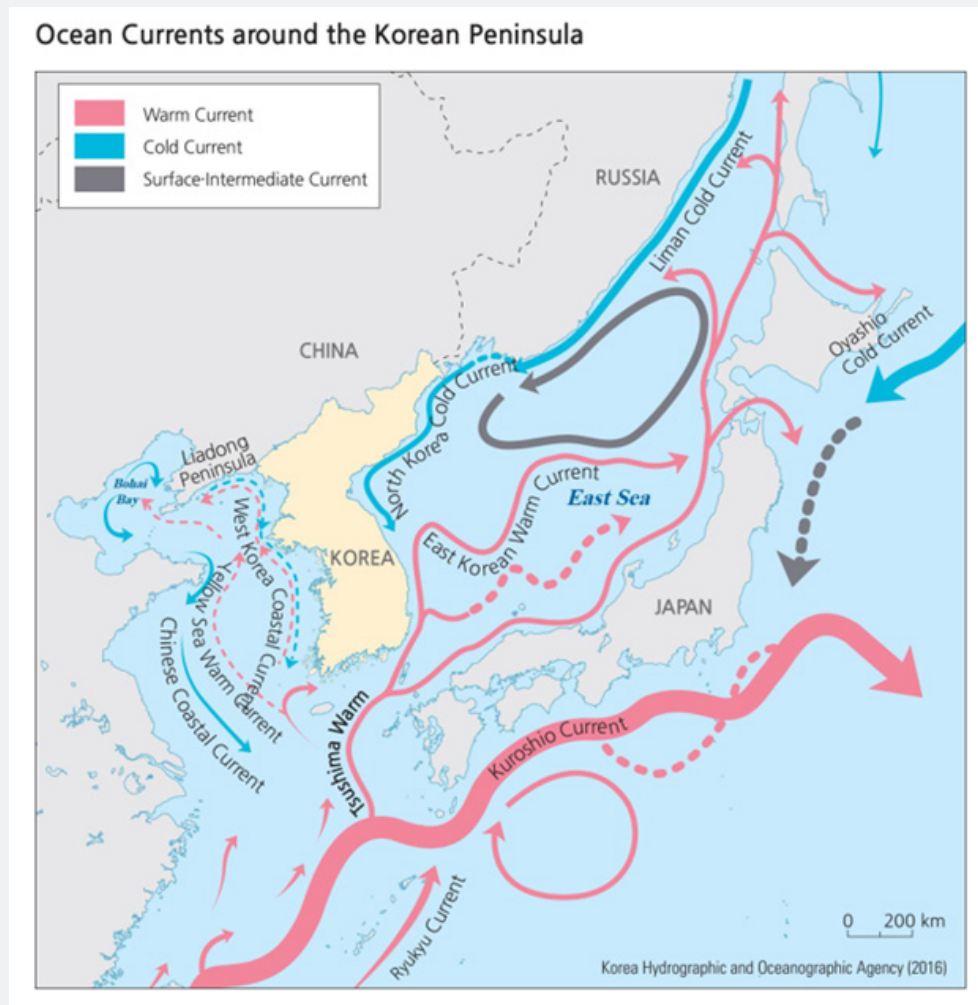 Ocean Currents around the Korean Peninsula
Warm Current
Cold Current
Surface-Intermediate Current
RUSSIA
Liman Cold Current
CHINA
Oyashio
Cold Current
North Korea Cold Current
Liadong
Peninsula
Bohai
Bay
East Sea
East Korean Warm Current
West Korea Coastal Current
KOREA
Yellow Sea Warm Current
Chinese Coastal Current
JAPAN
Tsushima Warm
Kuroshio Current
Ryukyu Current
0 200 km
Korea Hydrographic and Oceanographic Agency (2016)